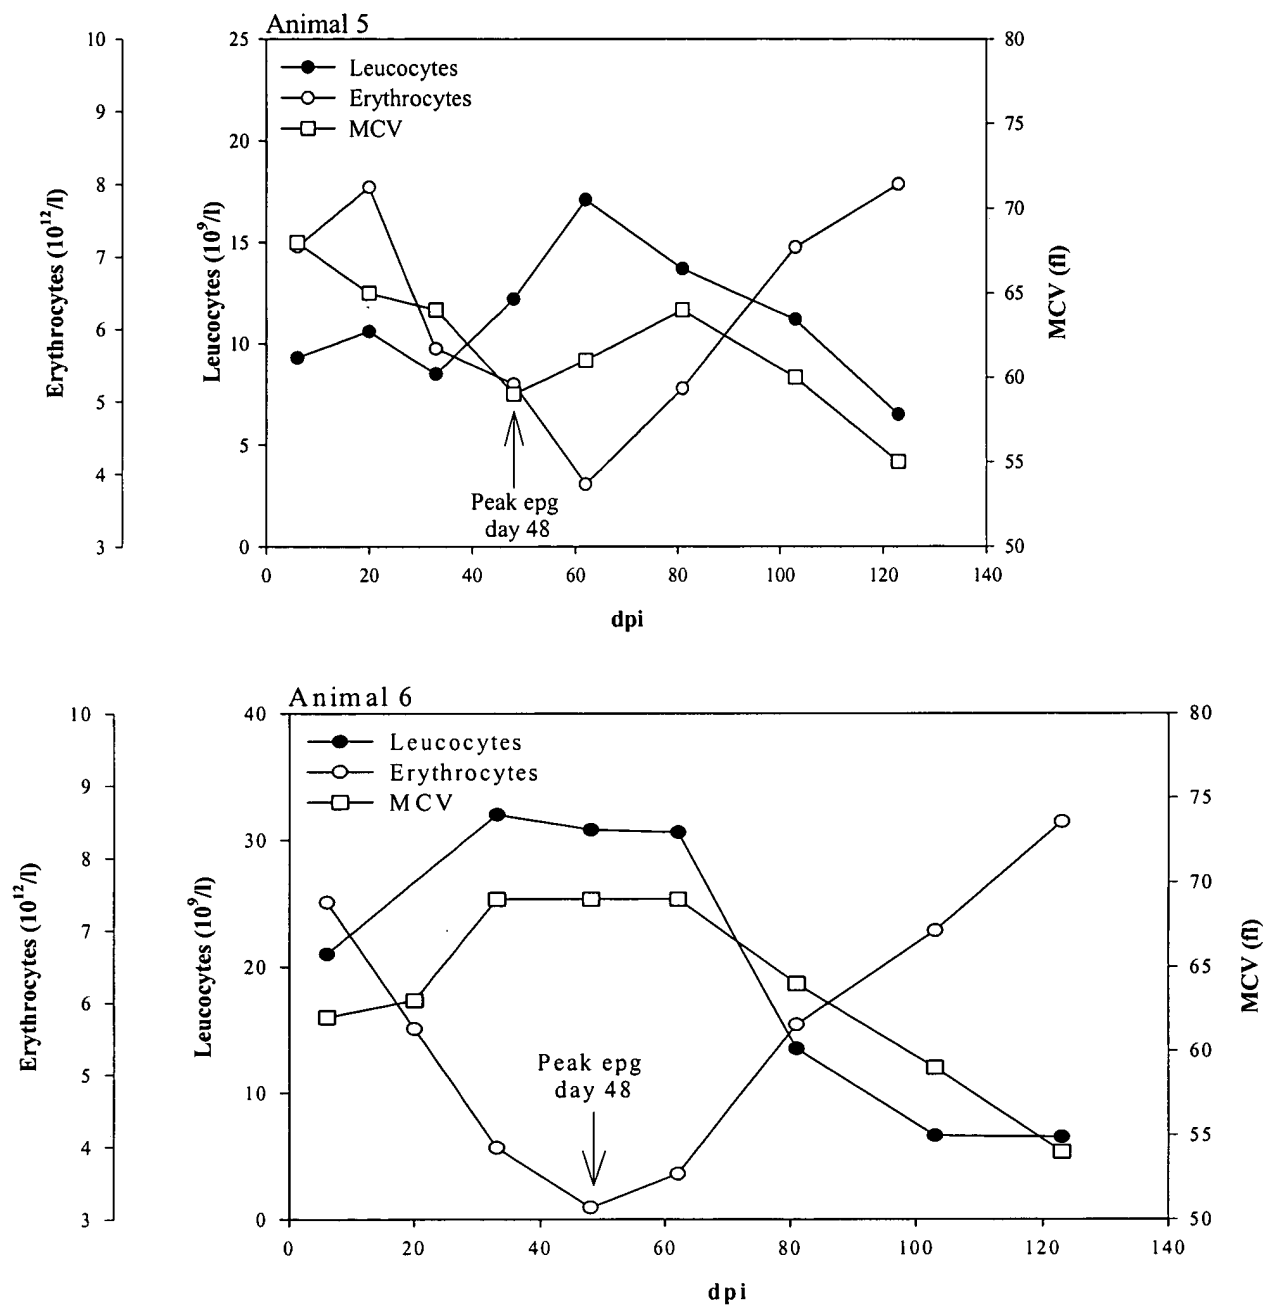 Animal 5
Leucocytes
Erythrocytes
MCV
10
9
8
7
6
5
4
3
Erythrocytes (10¹²/l)
25
20
15
10
5
0
Leucocytes (10⁹/l)
80
75
70
65
60
55
50
MCV (fl)
Peak epg
day 48
0 20 40 60 80 100 120 140
dpi
Animal 6
Leucocytes
Erythrocytes
MCV
10
9
8
7
6
5
4
3
Erythrocytes (10¹²/l)
40
30
20
10
0
Leucocytes (10⁹/l)
80
75
70
65
60
55
50
MCV (fl)
Peak epg
day 48
0 20 40 60 80 100 120 140
dpi